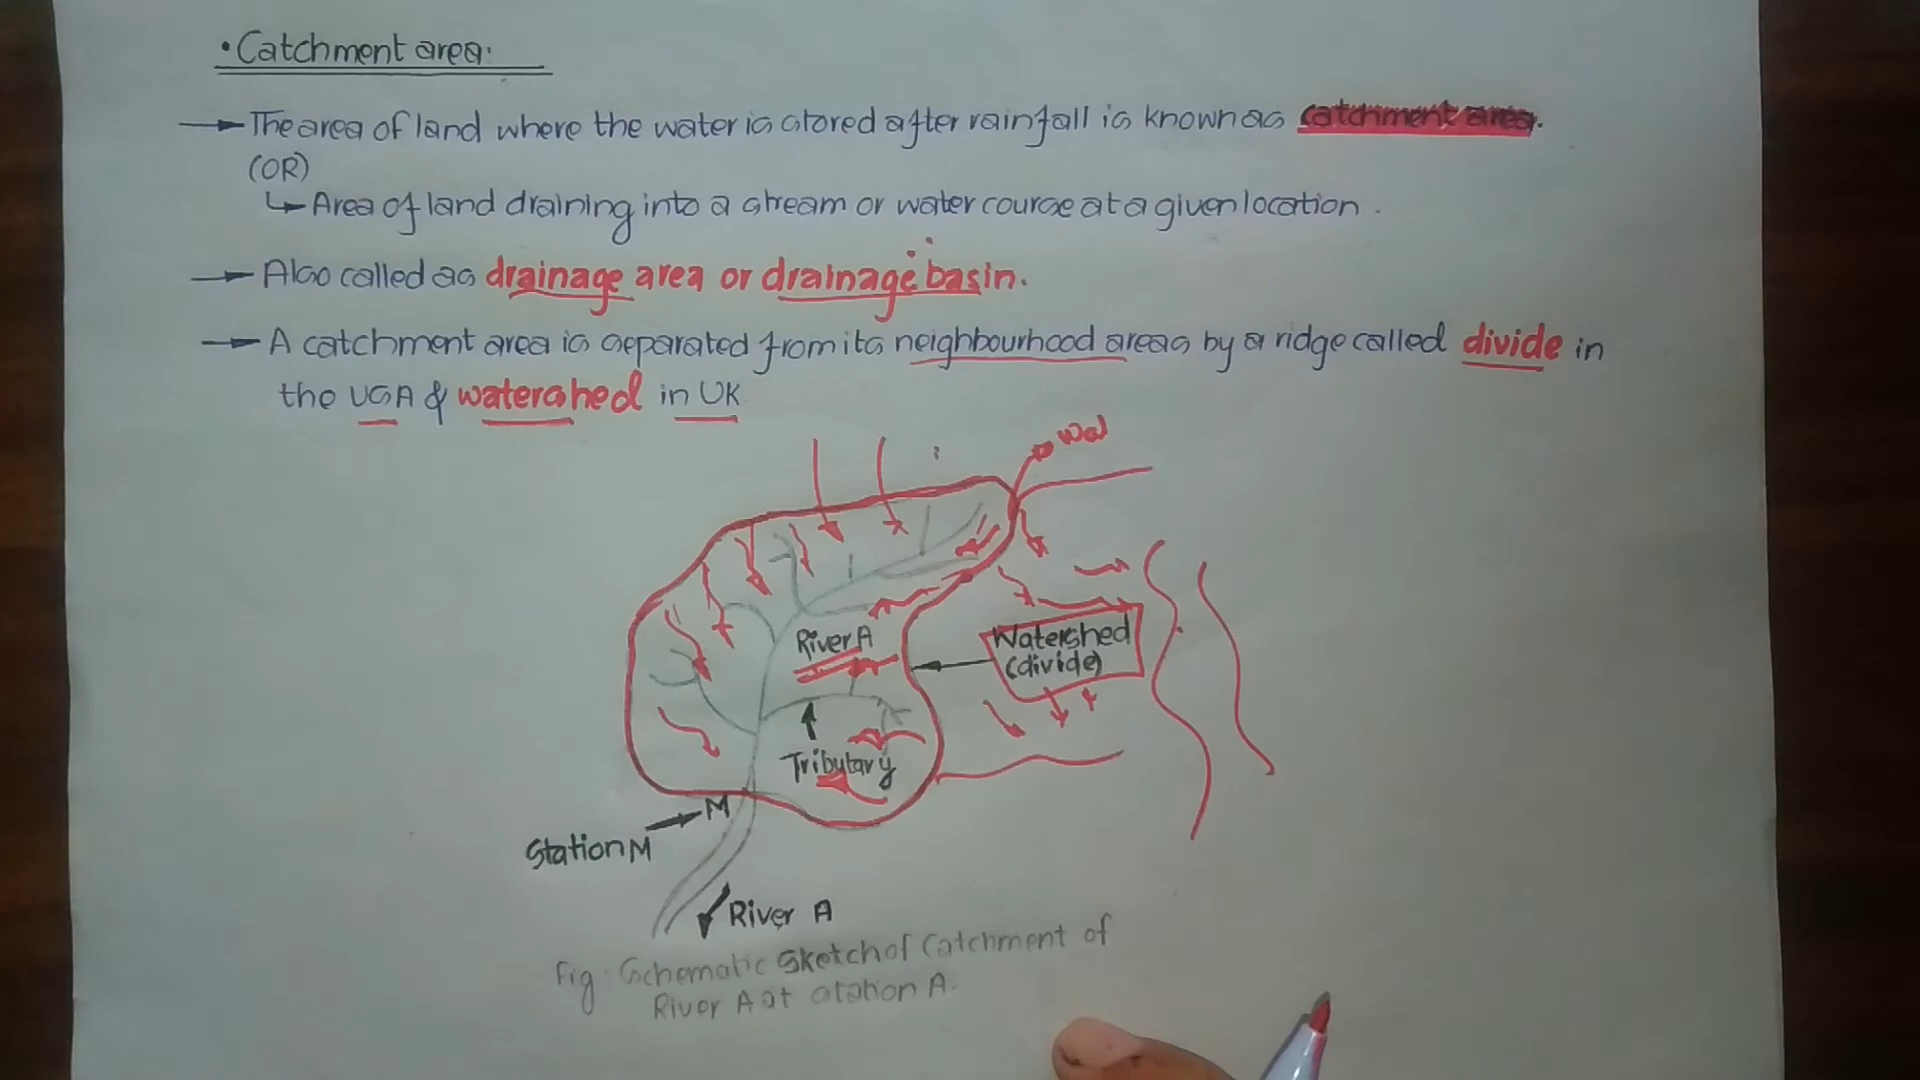 • Catchment area.
→ The area of land where the water is stored after rainfall is known as catchment area.
(OR)
↳ Area of land draining into a stream or water course at a given location.
→ Also called as drainage area or drainage basin.
→ A catchment area is separated from its neighbourhood areas by a ridge called divide in
the USA & watershed in UK
River A
Watershed
(divide)
Tributary
M
Station M
River A
Fig: Schematic Sketch of Catchment of
River A at station A.